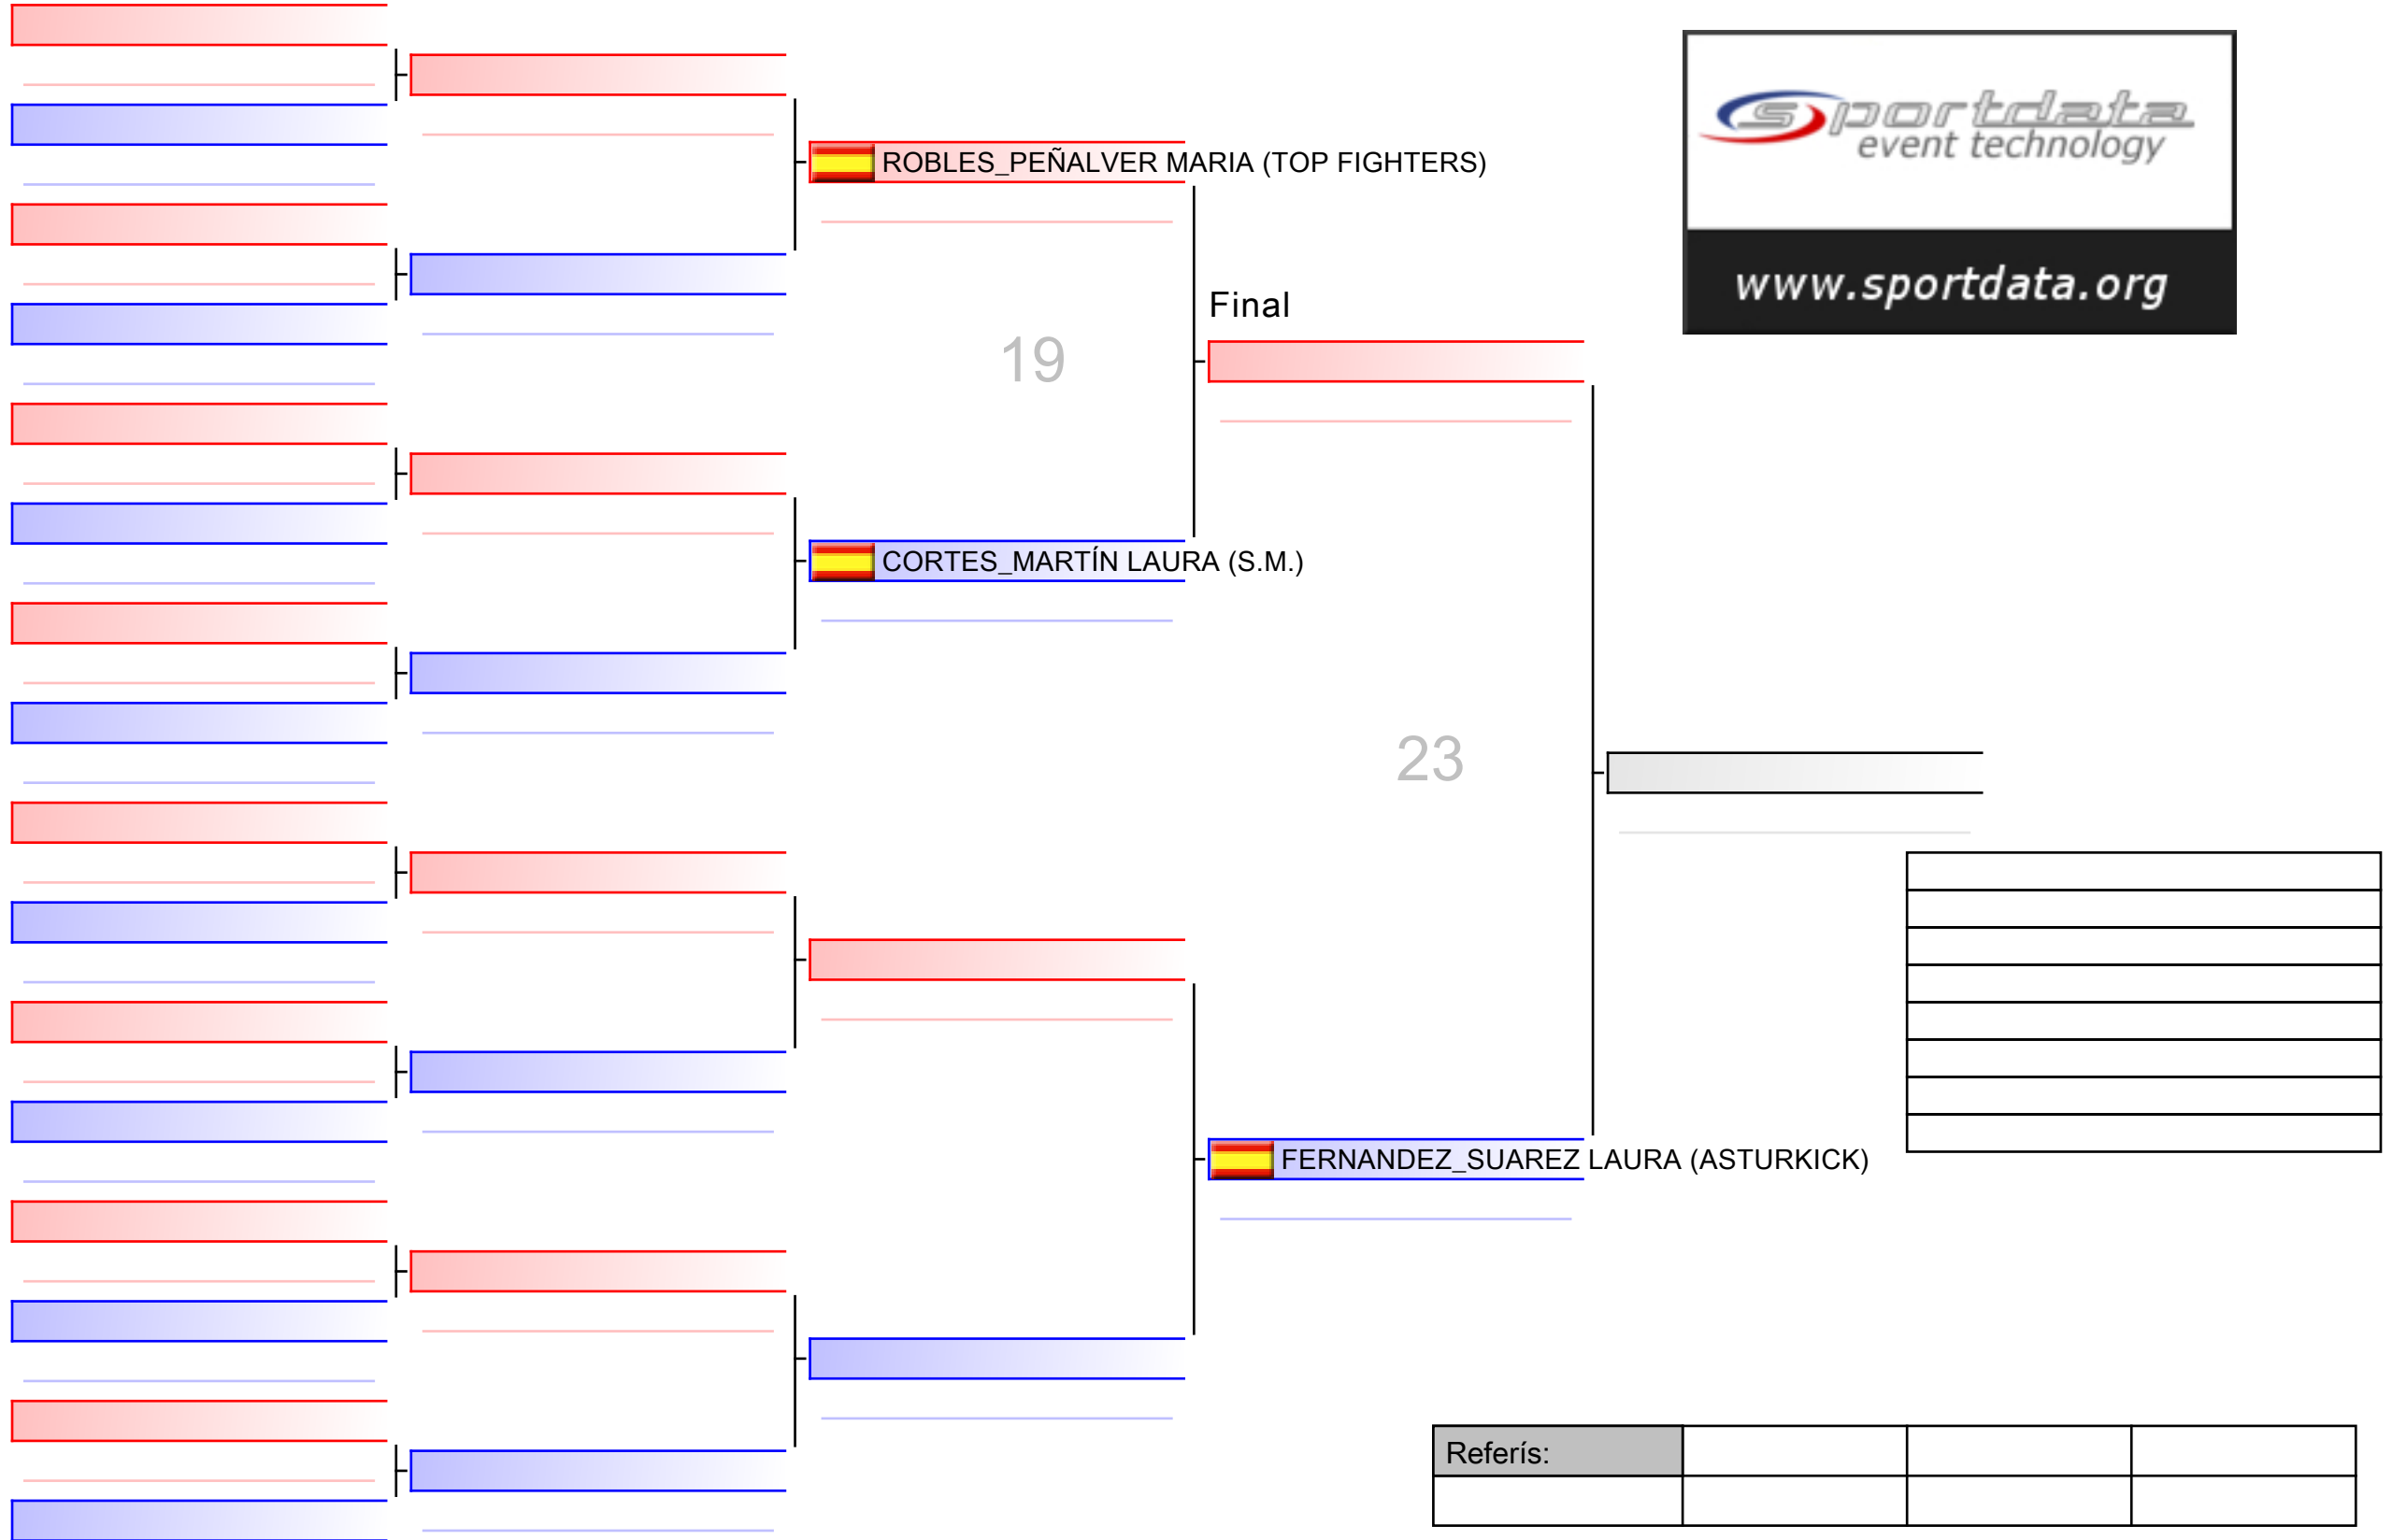 ROBLES_PEÑALVER MARIA (TOP FIGHTERS)
sportdata
event technology
www.sportdata.org
Final
19
CORTES_MARTÍN LAURA (S.M.)
23
FERNANDEZ_SUAREZ LAURA (ASTURKICK)
Referís: